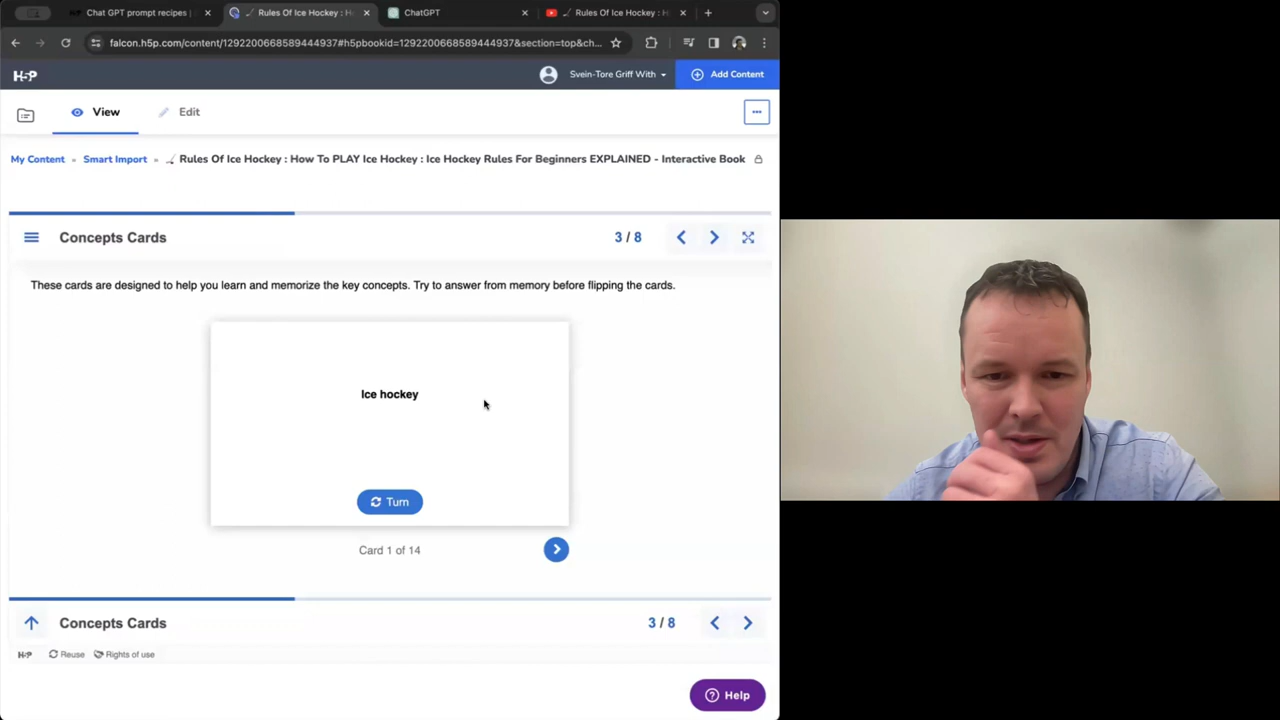 Chat GPT prompt recipes |
Rules Of Ice Hockey : H
ChatGPT
Rules Of Ice Hockey : H
falcon.h5p.com/content/1292200668589444937#h5pbookid=1292200668589444937&section=top&ch...
H5P
Svein-Tore Griff With
Add Content
View
Edit
My Content » Smart Import » Rules Of Ice Hockey : How To PLAY Ice Hockey : Ice Hockey Rules For Beginners EXPLAINED - Interactive Book
Concepts Cards
3 / 8
These cards are designed to help you learn and memorize the key concepts. Try to answer from memory before flipping the cards.
Ice hockey
Turn
Card 1 of 14
Concepts Cards
3 / 8
H5P Reuse Rights of use
Help